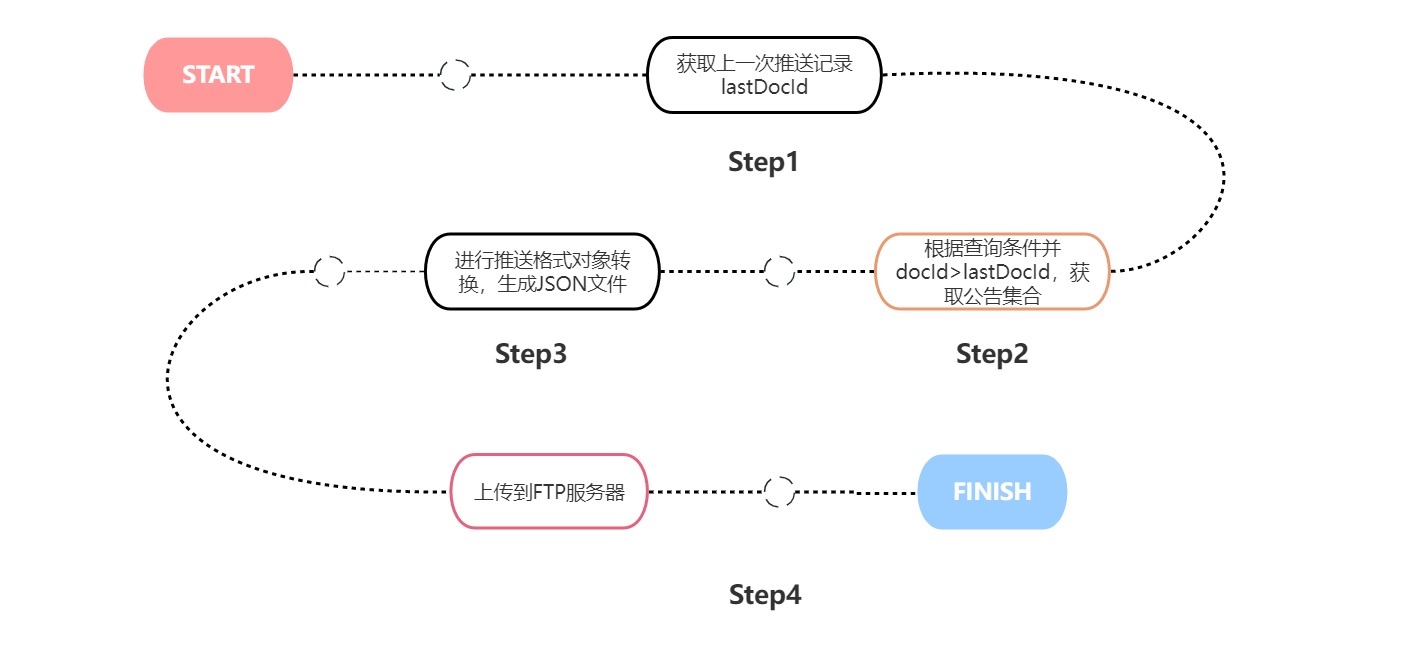 START
获取上一次推送记录
lastDocId
Step1
根据查询条件并
docId>lastDocId，获
取公告集合
Step2
进行推送格式对象转
换，生成JSON文件
Step3
上传到FTP服务器
FINISH
Step4